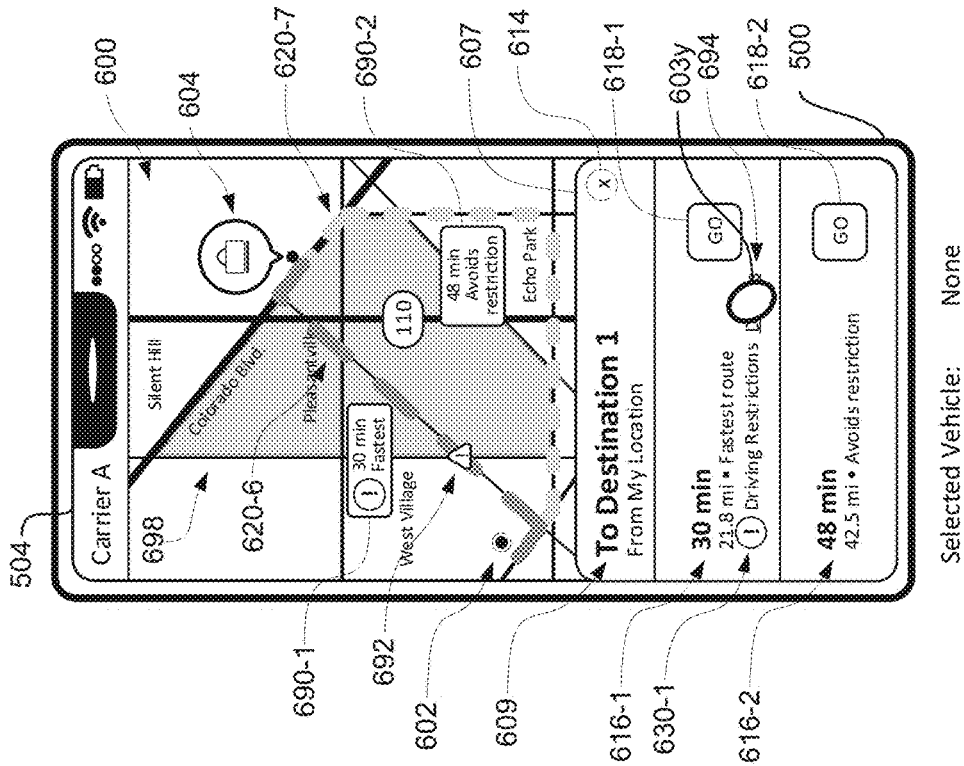 504
Carrier A
600
604
Silent Hill
698
Colorado Blvd
620-7
620-6
690-2
110
690-1
30 min
Fastest
48 min
Avoids
restriction
West Village
Echo Park
692
607
602
614
To Destination 1
X
609
From My Location
618-1
616-1
30 min
GO
603y
21.8 mi • Fastest route
694
630-1
Driving Restrictions
618-2
616-2
48 min
GO
500
42.5 mi • Avoids restriction
Selected Vehicle: None